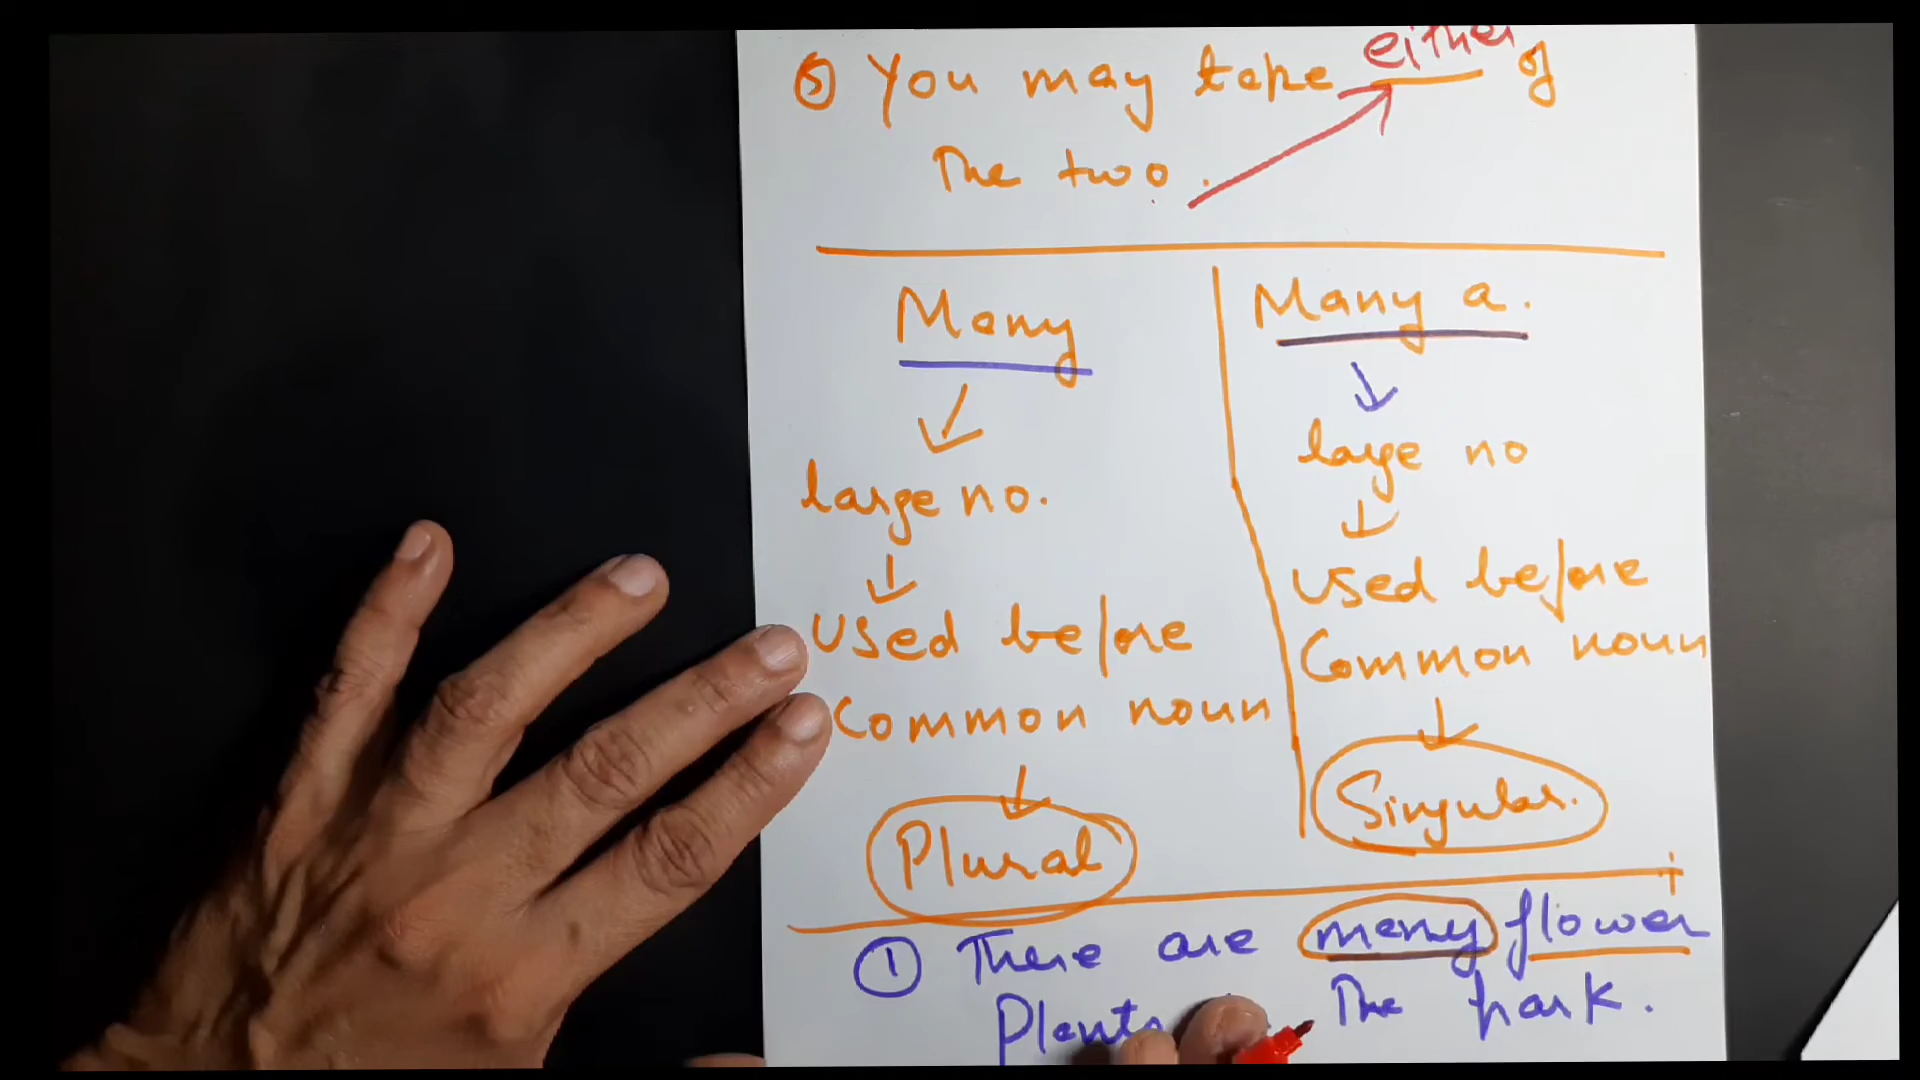 ⑤ You may take either of
The two.
Many
large no.
Used before
Common noun
Plural
Many a.
large no
Used before
Common noun
Singular.
① There are many flower
Plants The park.